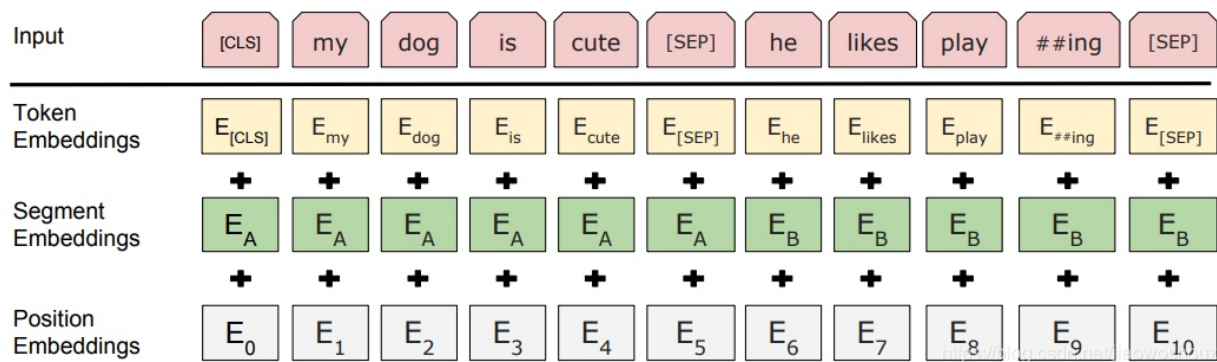 Input [CLS] my dog is cute [SEP] he likes play ##ing [SEP]
Token Embeddings E[CLS] Emy Edog Eis Ecute E[SEP] Ehe Elikes Eplay E##ing E[SEP]
+ + + + + + + + + + +
Segment Embeddings EA EA EA EA EA EA EB EB EB EB EB
+ + + + + + + + + + +
Position Embeddings E0 E1 E2 E3 E4 E5 E6 E7 E8 E9 E10